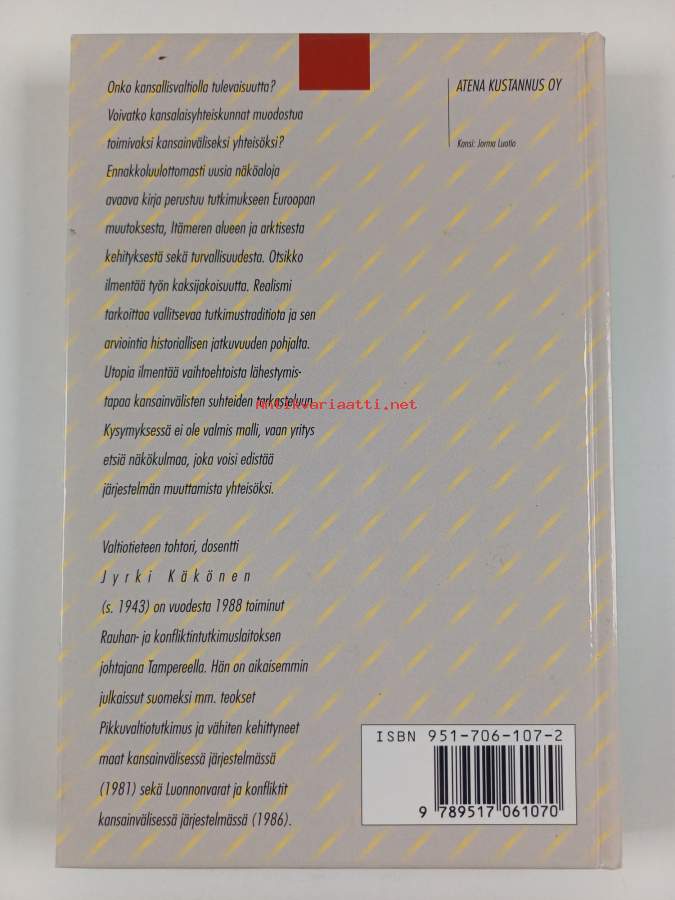 Onko kansallisvaltiolla tulevaisuutta?
Voivatko kansalaisyhteiskunnat muodostua
toimivaksi kansainväliseksi yhteisöksi?
Ennakkoluulottomasti uusia näköaloja
avaava kirja perustuu tutkimukseen Euroopan
muutoksesta, Itämeren alueen ja arktisesta
kehityksestä sekä turvallisuudesta. Otsikko
ilmentää työn kaksijakoisuutta. Realismi
tarkoittaa vallitsevaa tutkimustraditiota ja sen
arviointia historiallisen jatkuvuuden pohjalta.
Utopia ilmentää vaihtoehtoista lähestymis-
tapaa kansainvälisten suhteiden tarkasteluun.
Kysymyksessä ei ole valmis malli, vaan yritys
etsiä näkökulmaa, joka voisi edistää
järjestelmän muuttamista yhteisöksi.
Valtiotieteen tohtori, dosentti
Jyrki Käkönen
(s. 1943) on vuodesta 1988 toiminut
Rauhan- ja konfliktintutkimuslaitoksen
johtajana Tampereella. Hän on aikaisemmin
julkaissut suomeksi mm. teokset
Pikkuvaltiotutkimus ja vähiten kehittyneet
maat kansainvälisessä järjestelmässä
(1981) sekä Luonnonvarat ja konfliktit
kansainvälisessä järjestelmässä (1986).
ATENA KUSTANNUS OY
Kansi: Jorma Luotio
Antikvariaatti.net
ISBN 951-706-107-2
9 789517 061070